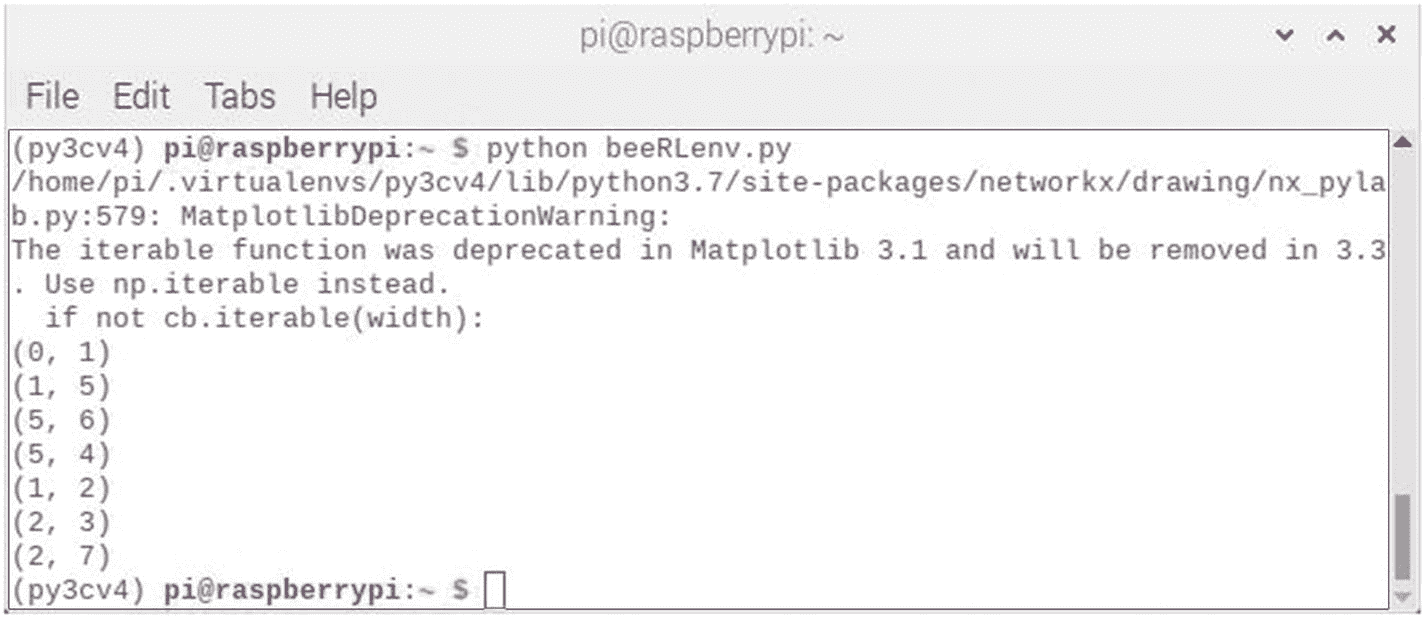 pi@raspberrypi: ~
File Edit Tabs Help
(py3cv4) pi@raspberrypi:~ $ python beeRLenv.py
/home/pi/.virtualenvs/py3cv4/lib/python3.7/site-packages/networkx/drawing/nx_pyla
b.py:579: MatplotlibDeprecationWarning:
The iterable function was deprecated in Matplotlib 3.1 and will be removed in 3.3
. Use np.iterable instead.
  if not cb.iterable(width):
(0, 1)
(1, 5)
(5, 6)
(5, 4)
(1, 2)
(2, 3)
(2, 7)
(py3cv4) pi@raspberrypi:~ $